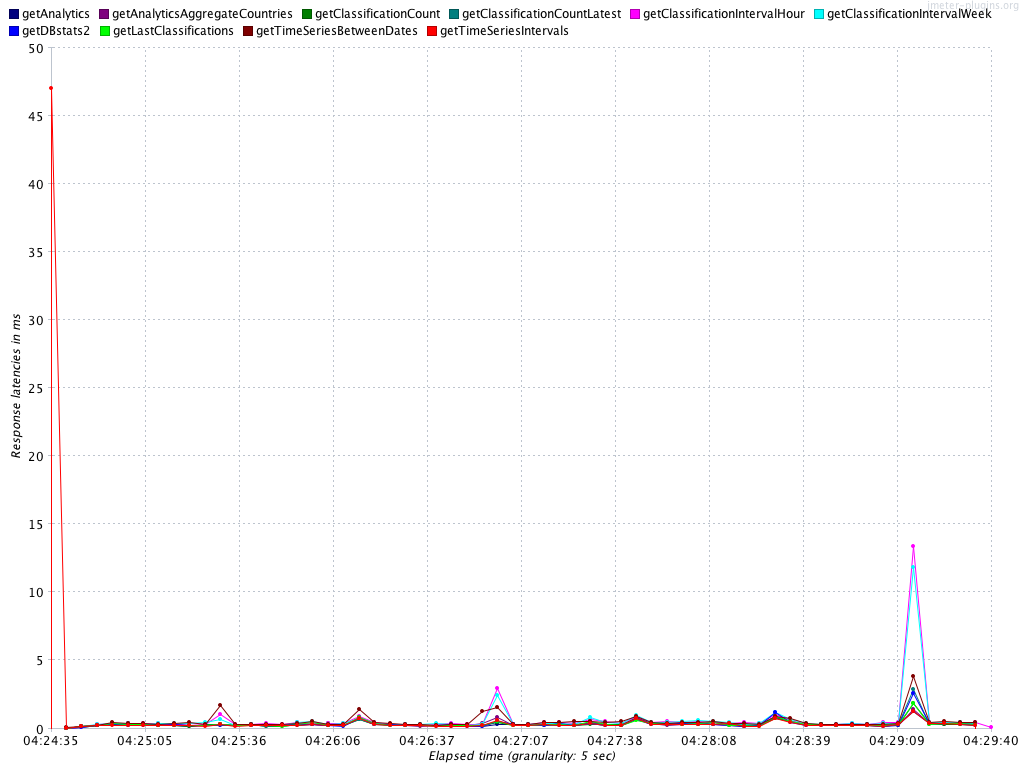 jmeter-plugins.org
getAnalytics getAnalyticsAggregateCountries getClassificationCount getClassificationCountLatest getClassificationIntervalHour getClassificationIntervalWeek
getDBstats2 getLastClassifications getTimeSeriesBetweenDates getTimeSeriesIntervals
50
45
40
35
30
25
20
15
10
5
0
Response latencies in ms
04:24:35 04:25:05 04:25:36 04:26:06 04:26:37 04:27:07 04:27:38 04:28:08 04:28:39 04:29:09 04:29:40
Elapsed time (granularity: 5 sec)